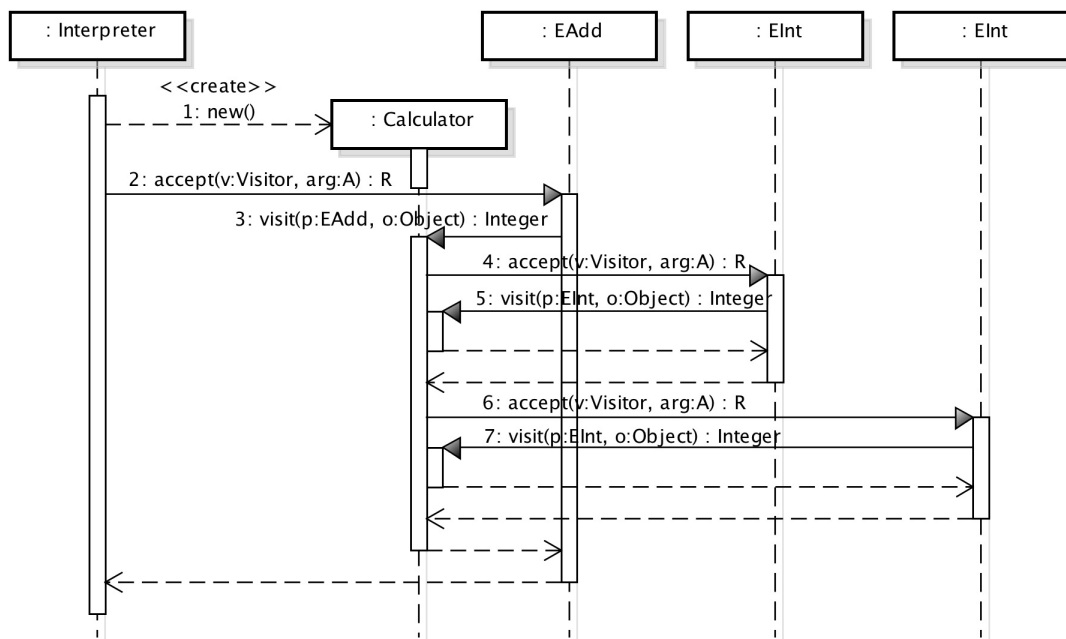 : Interpreter
: EAdd
: EInt
: EInt
<<create>>
1: new()
: Calculator
2: accept(v:Visitor, arg:A) : R
3: visit(p:EAdd, o:Object) : Integer
4: accept(v:Visitor, arg:A) : R
5: visit(p:EInt, o:Object) : Integer
6: accept(v:Visitor, arg:A) : R
7: visit(p:EInt, o:Object) : Integer